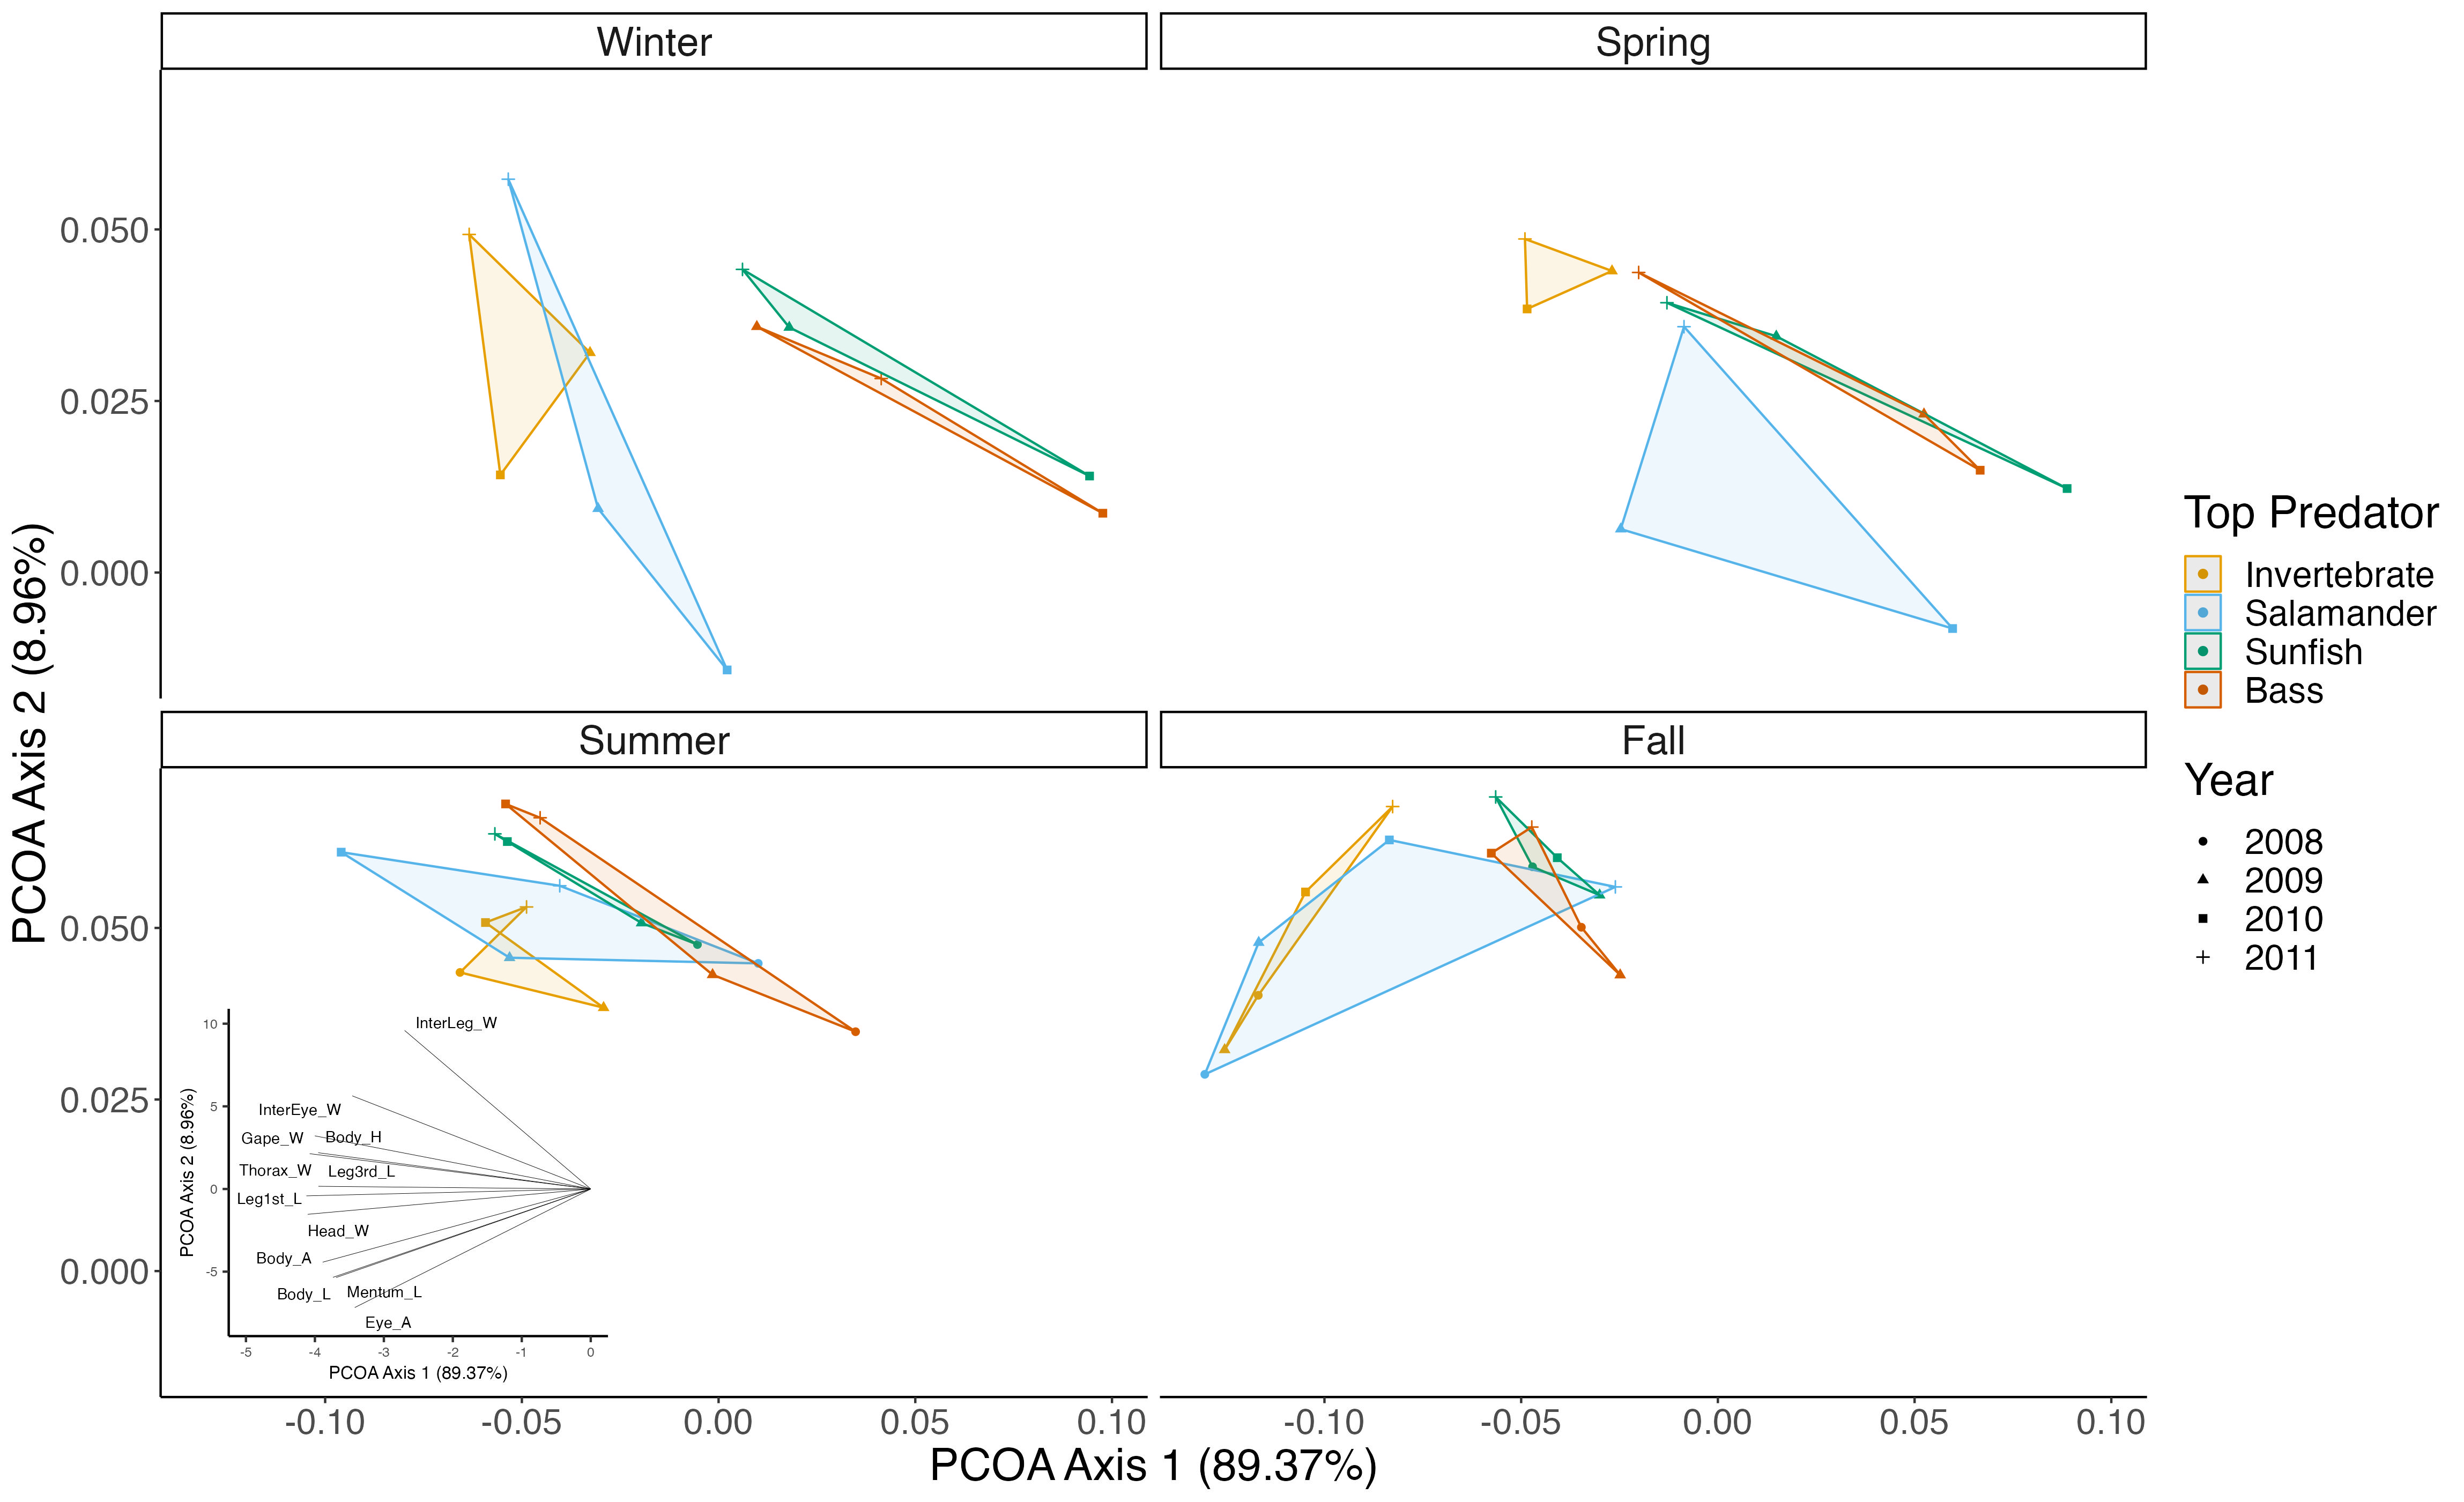 Winter
Spring
0.050
0.025
0.000
Summer
Fall
0.050
0.025
0.000
PCOA Axis 2 (8.96%)
10
5
0
-5
PCOA Axis 2 (8.96%)
InterLeg_W
InterEye_W
Gape_W Body_H
Thorax_W Leg3rd_L
Leg1st_L
Head_W
Body_A
Body_L Mentum_L
Eye_A
-5 -4 -3 -2 -1 0
PCOA Axis 1 (89.37%)
-0.10 -0.05 0.00 0.05 0.10
-0.10 -0.05 0.00 0.05 0.10
PCOA Axis 1 (89.37%)
Top Predator
Invertebrate
Salamander
Sunfish
Bass
Year
2008
2009
2010
2011